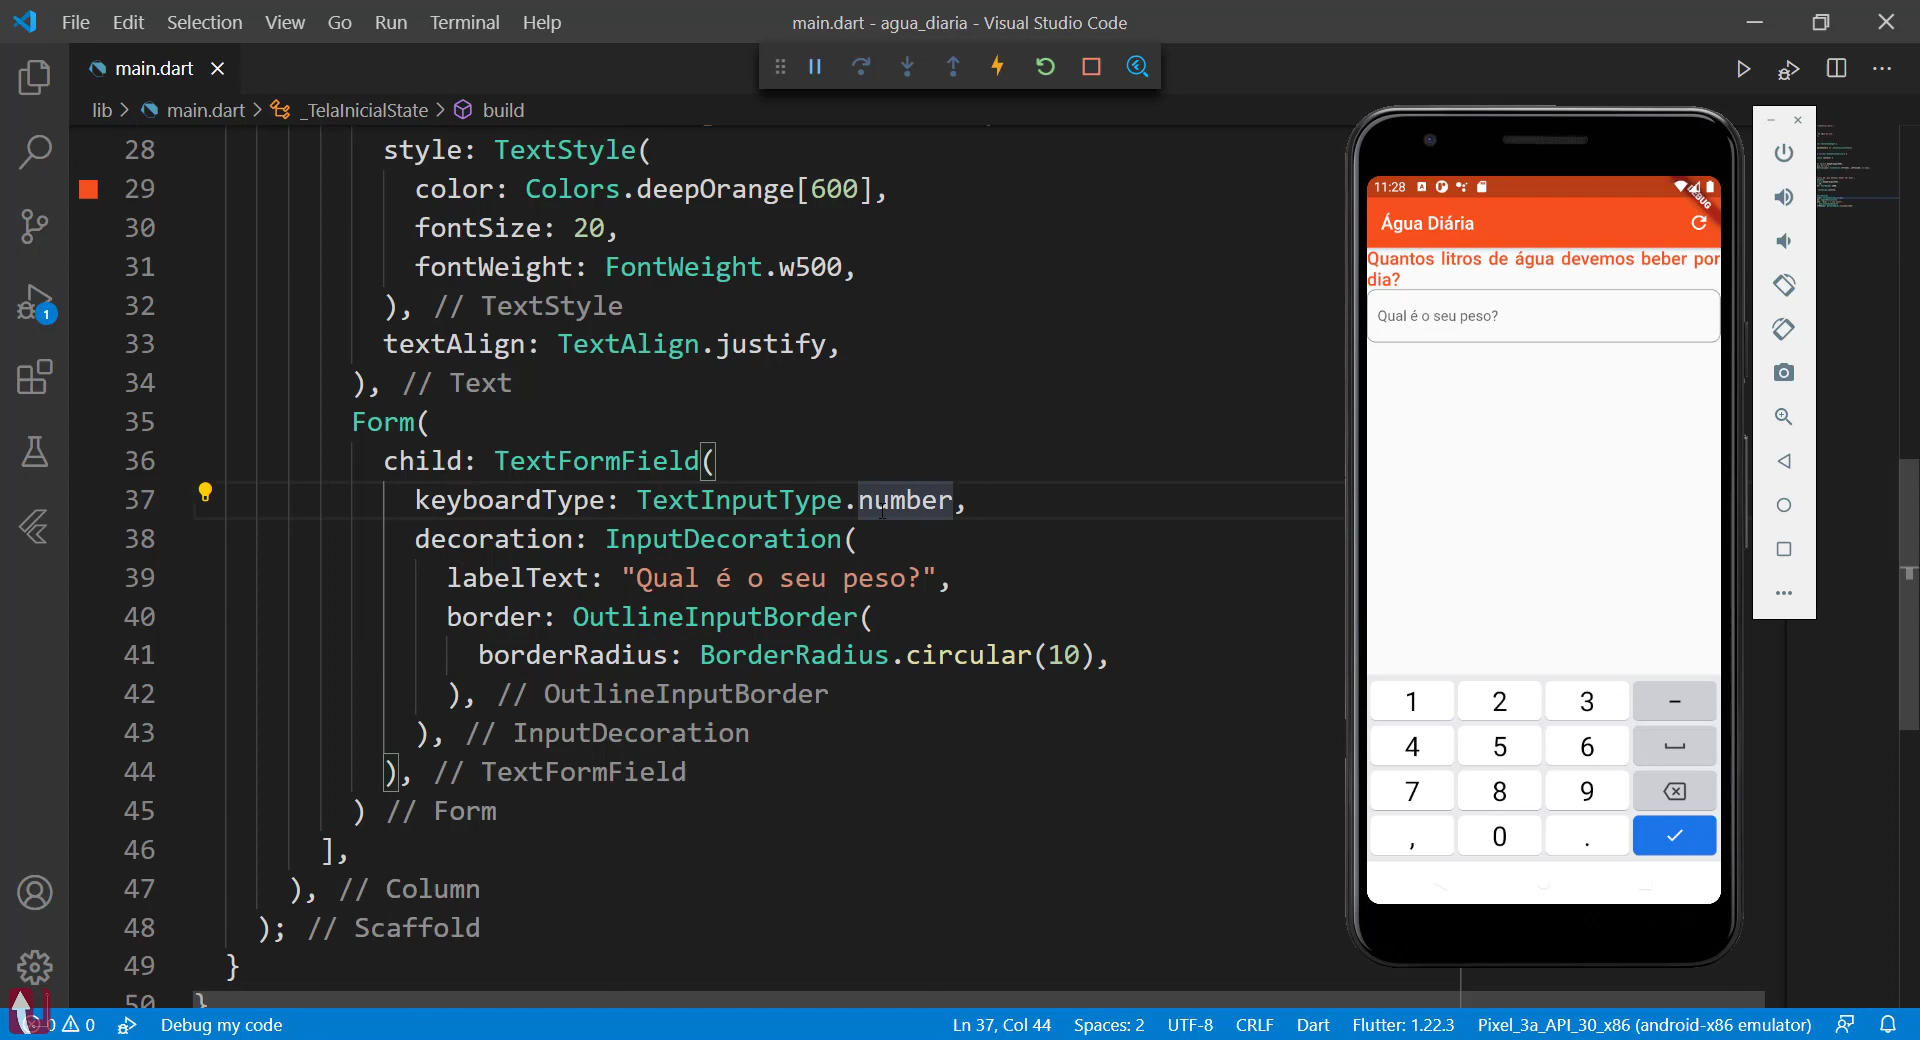 File Edit Selection View Go Run Terminal Help
main.dart - agua_diaria - Visual Studio Code
main.dart
lib > main.dart > _TelaInicialState > build
28 style: TextStyle(
29 color: Colors.deepOrange[600],
30 fontSize: 20,
31 fontWeight: FontWeight.w500,
32 ), // TextStyle
33 textAlign: TextAlign.justify,
34 ), // Text
35 Form(
36 child: TextFormField(
37 keyboardType: TextInputType.number,
38 decoration: InputDecoration(
39 labelText: "Qual é o seu peso?",
40 border: OutlineInputBorder(
41 borderRadius: BorderRadius.circular(10),
42 ), // OutlineInputBorder
43 ), // InputDecoration
44 ), // TextFormField
45 ) // Form
46 ],
47 ), // Column
48 ); // Scaffold
49 }
50 }
1
11:28
DEBUG
Água Diária
Quantos litros de água devemos beber por
dia?
Qual é o seu peso?
1 2 3 -
4 5 6
7 8 9
, 0 .
0 0 Debug my code
Ln 37, Col 44 Spaces: 2 UTF-8 CRLF Dart Flutter: 1.22.3 Pixel_3a_API_30_x86 (android-x86 emulator)